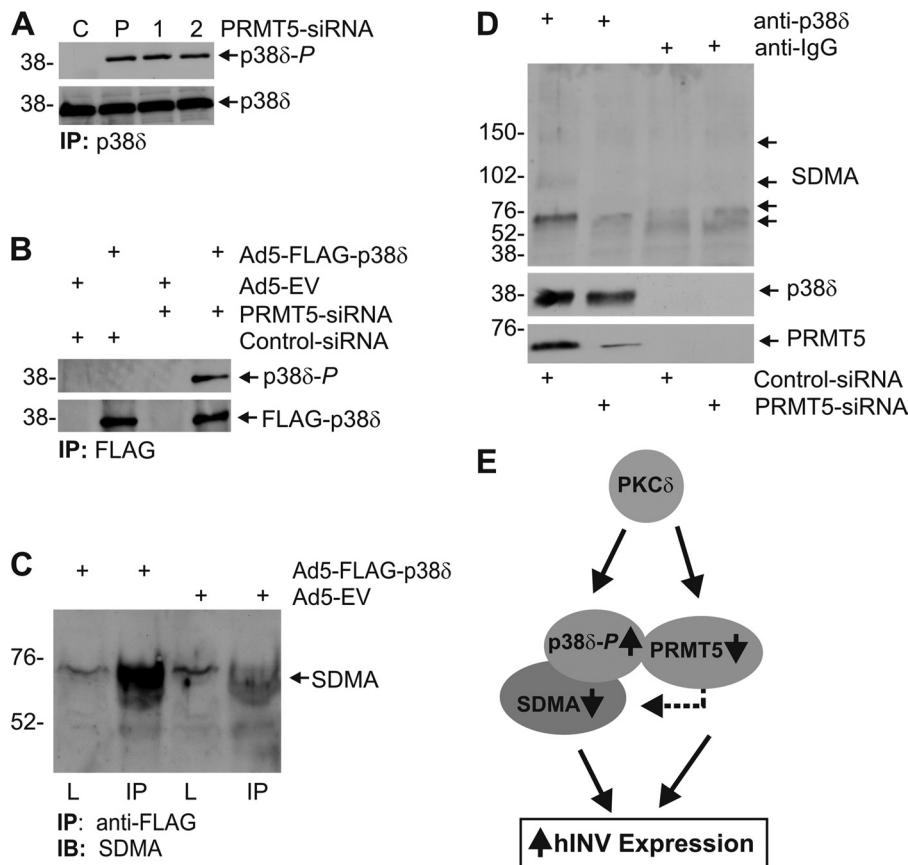 A
C P 1 2 PRMT5-siRNA
38- p38δ-P
38- p38δ
IP: p38δ
B
+ + Ad5-FLAG-p38δ
+ + Ad5-EV
+ + PRMT5-siRNA
+ + Control-siRNA
38- p38δ-P
38- FLAG-p38δ
IP: FLAG
C
+ + Ad5-FLAG-p38δ
+ + Ad5-EV
76-
SDMA
52-
L IP L IP
IP: anti-FLAG
IB: SDMA
D
+ + anti-p38δ
+ + anti-IgG
150-
102- SDMA
76-
52-
38-
38- p38δ
76-
PRMT5
+ + Control-siRNA
+ + PRMT5-siRNA
E
PKCδ
p38δ-P PRMT5
SDMA
hINV Expression